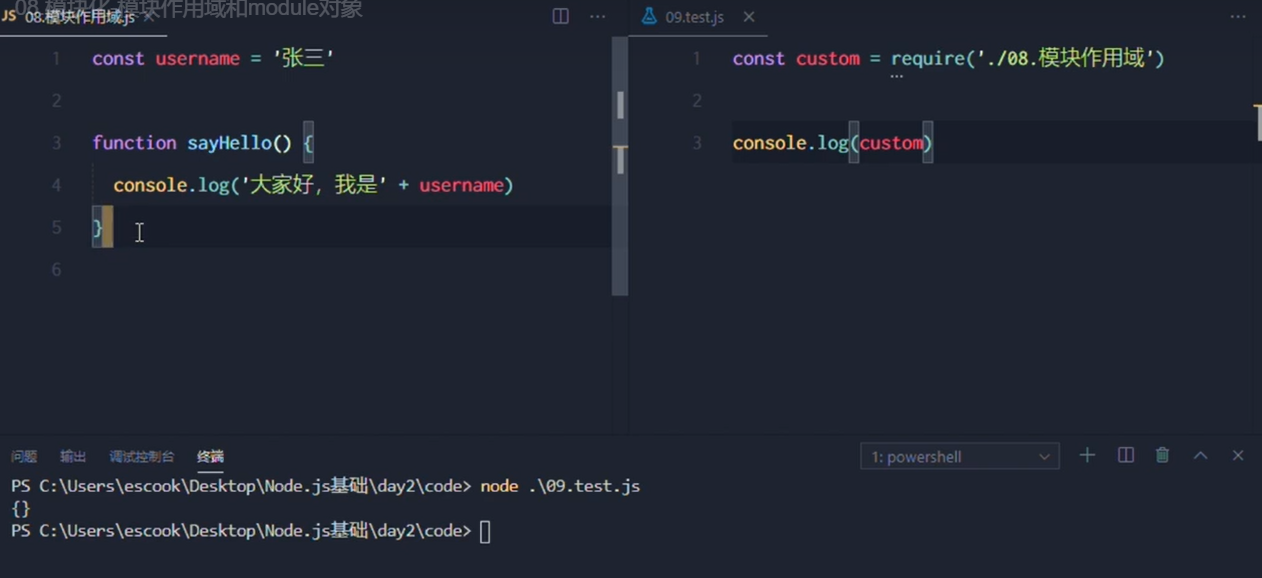 08.模块化-模块作用域和module对象
JS 08.模块作用域.js
1 const username = '张三'
2
3 function sayHello() {
4 console.log('大家好，我是' + username)
5 }
6
09.test.js
1 const custom = require('./08.模块作用域')
2
3 console.log(custom)
问题 输出 调试控制台 终端
1: powershell
PS C:\Users\escook\Desktop\Node.js基础\day2\code> node .\09.test.js
{}
PS C:\Users\escook\Desktop\Node.js基础\day2\code>